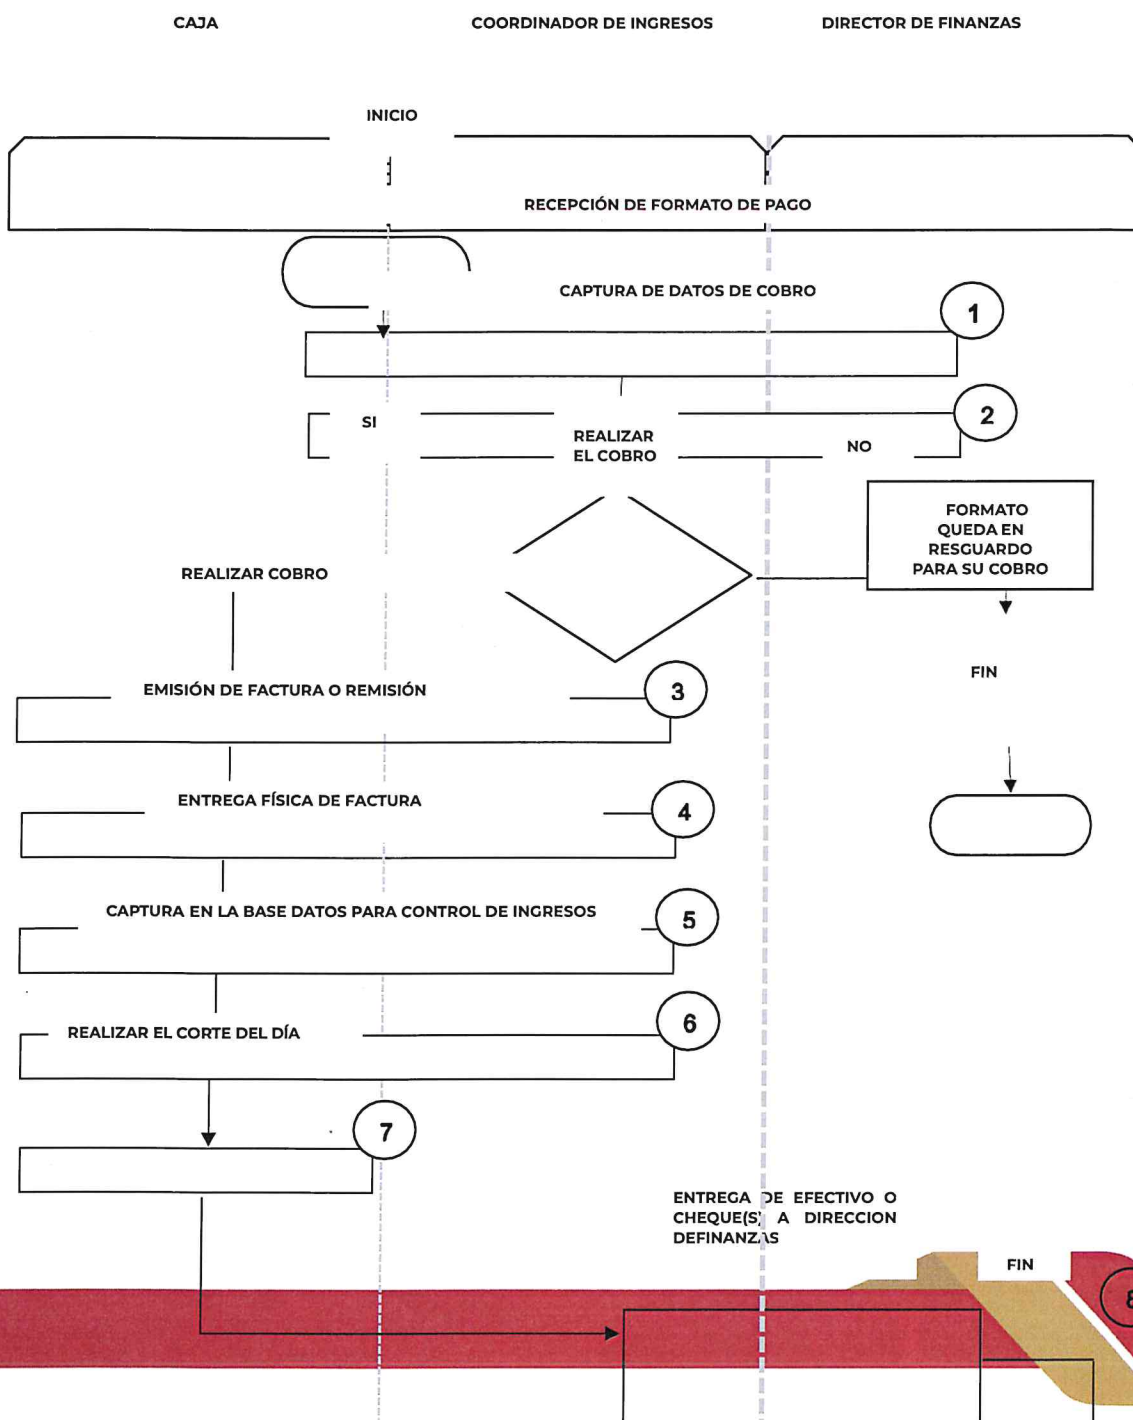 CAJA
COORDINADOR DE INGRESOS
DIRECTOR DE FINANZAS
INICIO
RECEPCIÓN DE FORMATO DE PAGO
CAPTURA DE DATOS DE COBRO
1
SI
REALIZAR
EL COBRO
NO
2
FORMATO
QUEDA EN
RESGUARDO
PARA SU COBRO
REALIZAR COBRO
FIN
EMISIÓN DE FACTURA O REMISIÓN
3
ENTREGA FÍSICA DE FACTURA
4
CAPTURA EN LA BASE DATOS PARA CONTROL DE INGRESOS
5
REALIZAR EL CORTE DEL DÍA
6
7
ENTREGA DE EFECTIVO O
CHEQUE(S) A DIRECCION
DEFINANZAS
FIN
8